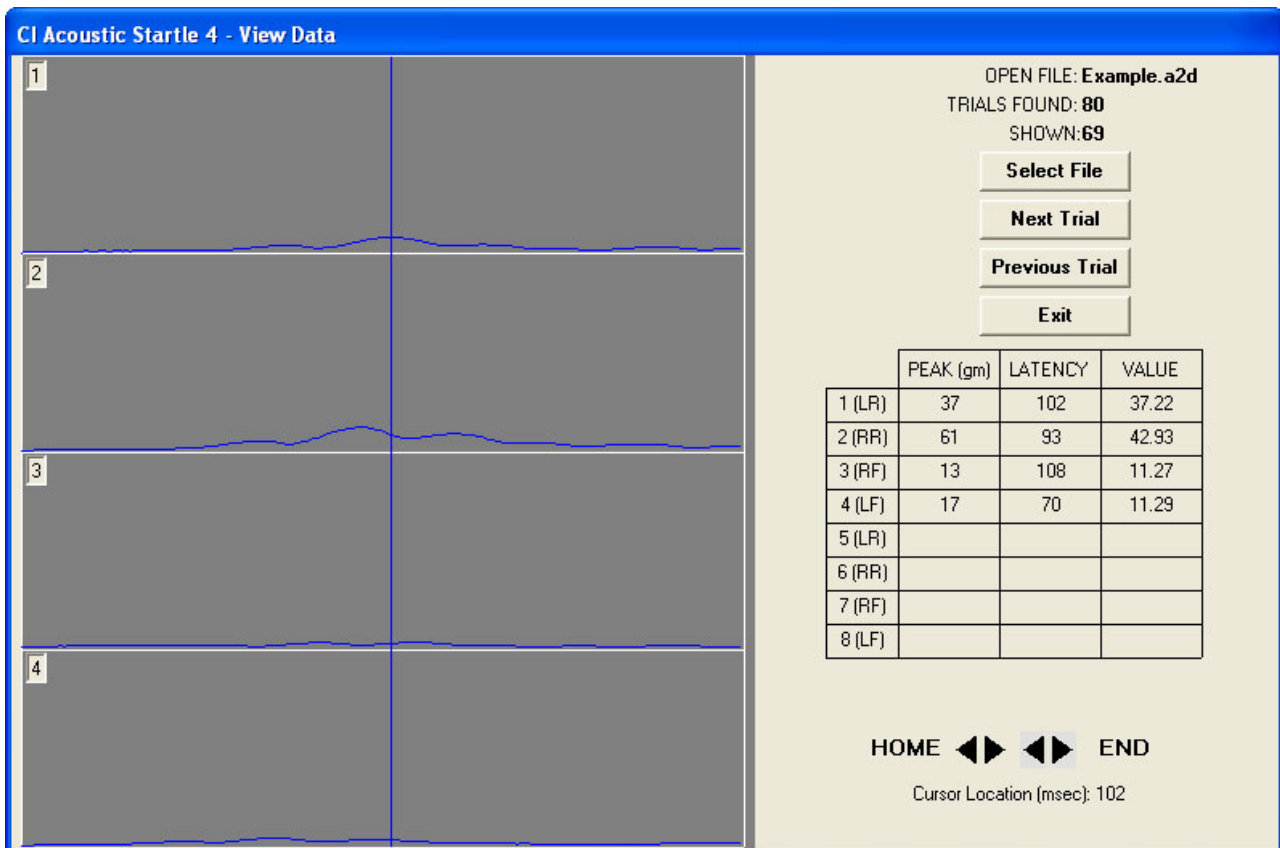 CI Acoustic Startle 4 - View Data
1
2
3
4
OPEN FILE: Example.a2d
TRIALS FOUND: 80
SHOWN:69
Select File
Next Trial
Previous Trial
Exit
PEAK (gm) LATENCY VALUE
1 (LR) 37 102 37.22
2 (RR) 61 93 42.93
3 (RF) 13 108 11.27
4 (LF) 17 70 11.29
5 (LR)
6 (RR)
7 (RF)
8 (LF)
HOME END
Cursor Location (msec): 102